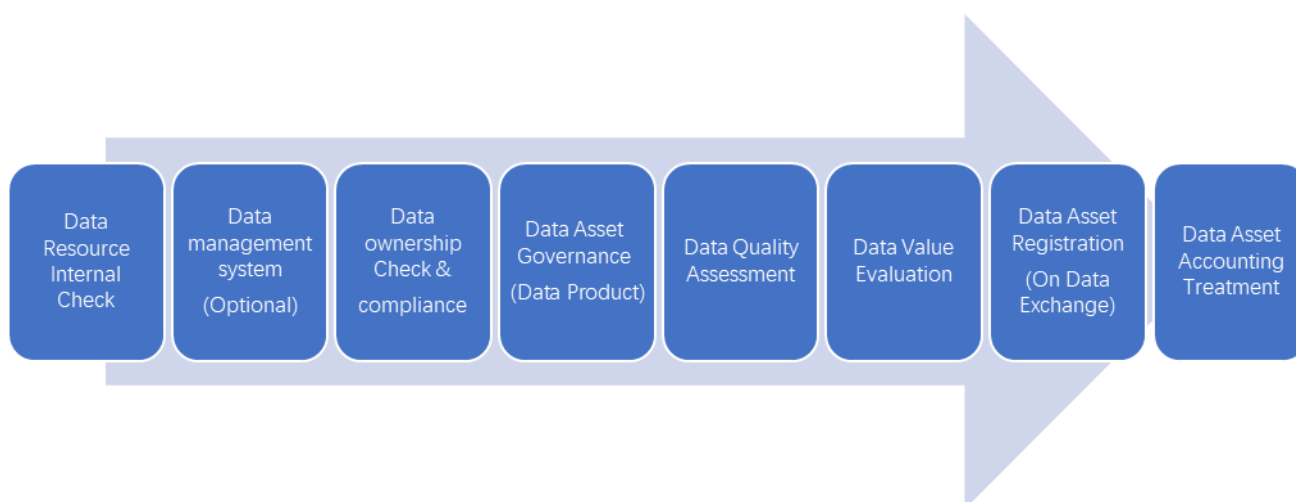 Data
Resource
Internal
Check
Data
management
system
(Optional)
Data
ownership
Check &
compliance
Data Asset
Governance
(Data Product)
Data Quality
Assessment
Data Value
Evaluation
Data Asset
Registration
(On Data
Exchange)
Data Asset
Accounting
Treatment